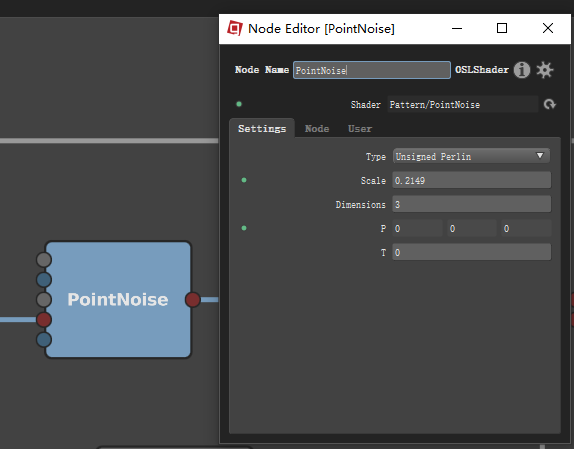 Node Editor [PointNoise]
Node Name PointNoise OSLShader
Shader Pattern/PointNoise
Settings Node User
Type Unsigned Perlin
Scale 0.2149
Dimensions 3
P 0 0 0
T 0
PointNoise